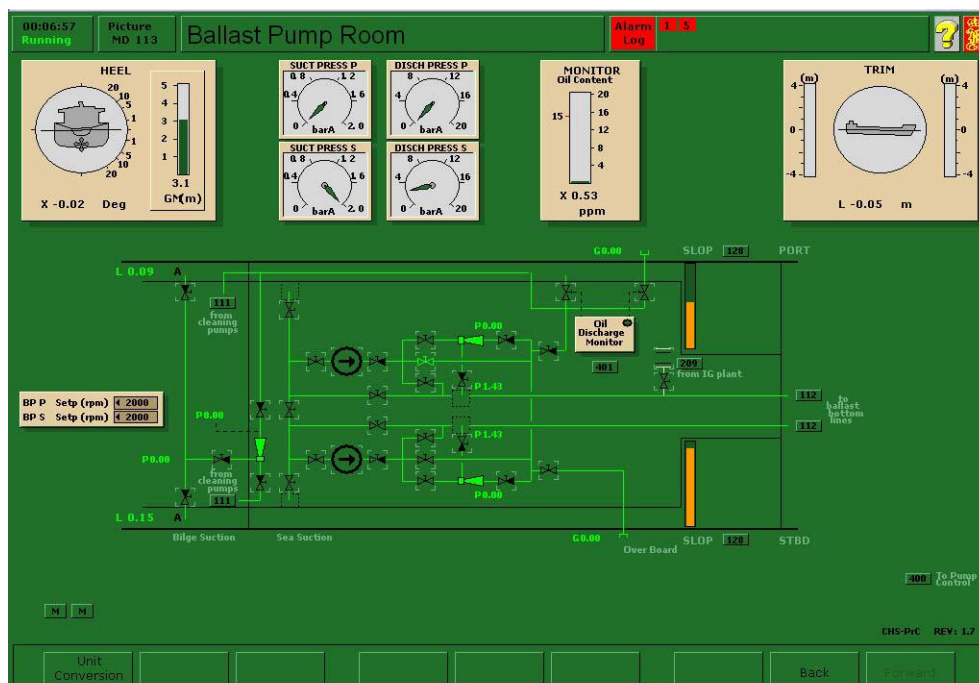 00:06:57
Running
Picture
MD 113
Ballast Pump Room
Alarm
Log
1 5
?
HEEL
20
10
5
1
1
5
10
20
X -0.02 Deg
5
4
3
2
1
3.1
GM(m)
SUCT PRESS P
0 0.4 0.8 1.2 1.6 2.0
barA
DISCH PRESS P
0 4 8 12 16 20
barA
SUCT PRESS S
0 0.4 0.8 1.2 1.6 2.0
barA
DISCH PRESS S
0 4 8 12 16 20
barA
MONITOR
Oil Content
20
15
16
12
8
4
X 0.53
ppm
TRIM
(m) (m)
4 4
0 0
-4 -4
L -0.05 m
G0.00
SLOP 128 PORT
L 0.09 A
111
from
cleaning
pumps
P0.00
Oil
Discharge
Monitor
401
209
from IG plant
P1.43
BP P Setp (rpm) 2000
BP S Setp (rpm) 2000
112
to
ballast
bottom
lines
112
P0.00
P1.43
P0.00
from
cleaning
pumps
111
P0.00
L 0.15 A
Bilge Suction
Sea Suction
G0.00
Over Board
SLOP 128 STBD
400 To Pump
Control
M M
CHS-PrC REV: 1.7
Unit
Conversion
Back
Forward